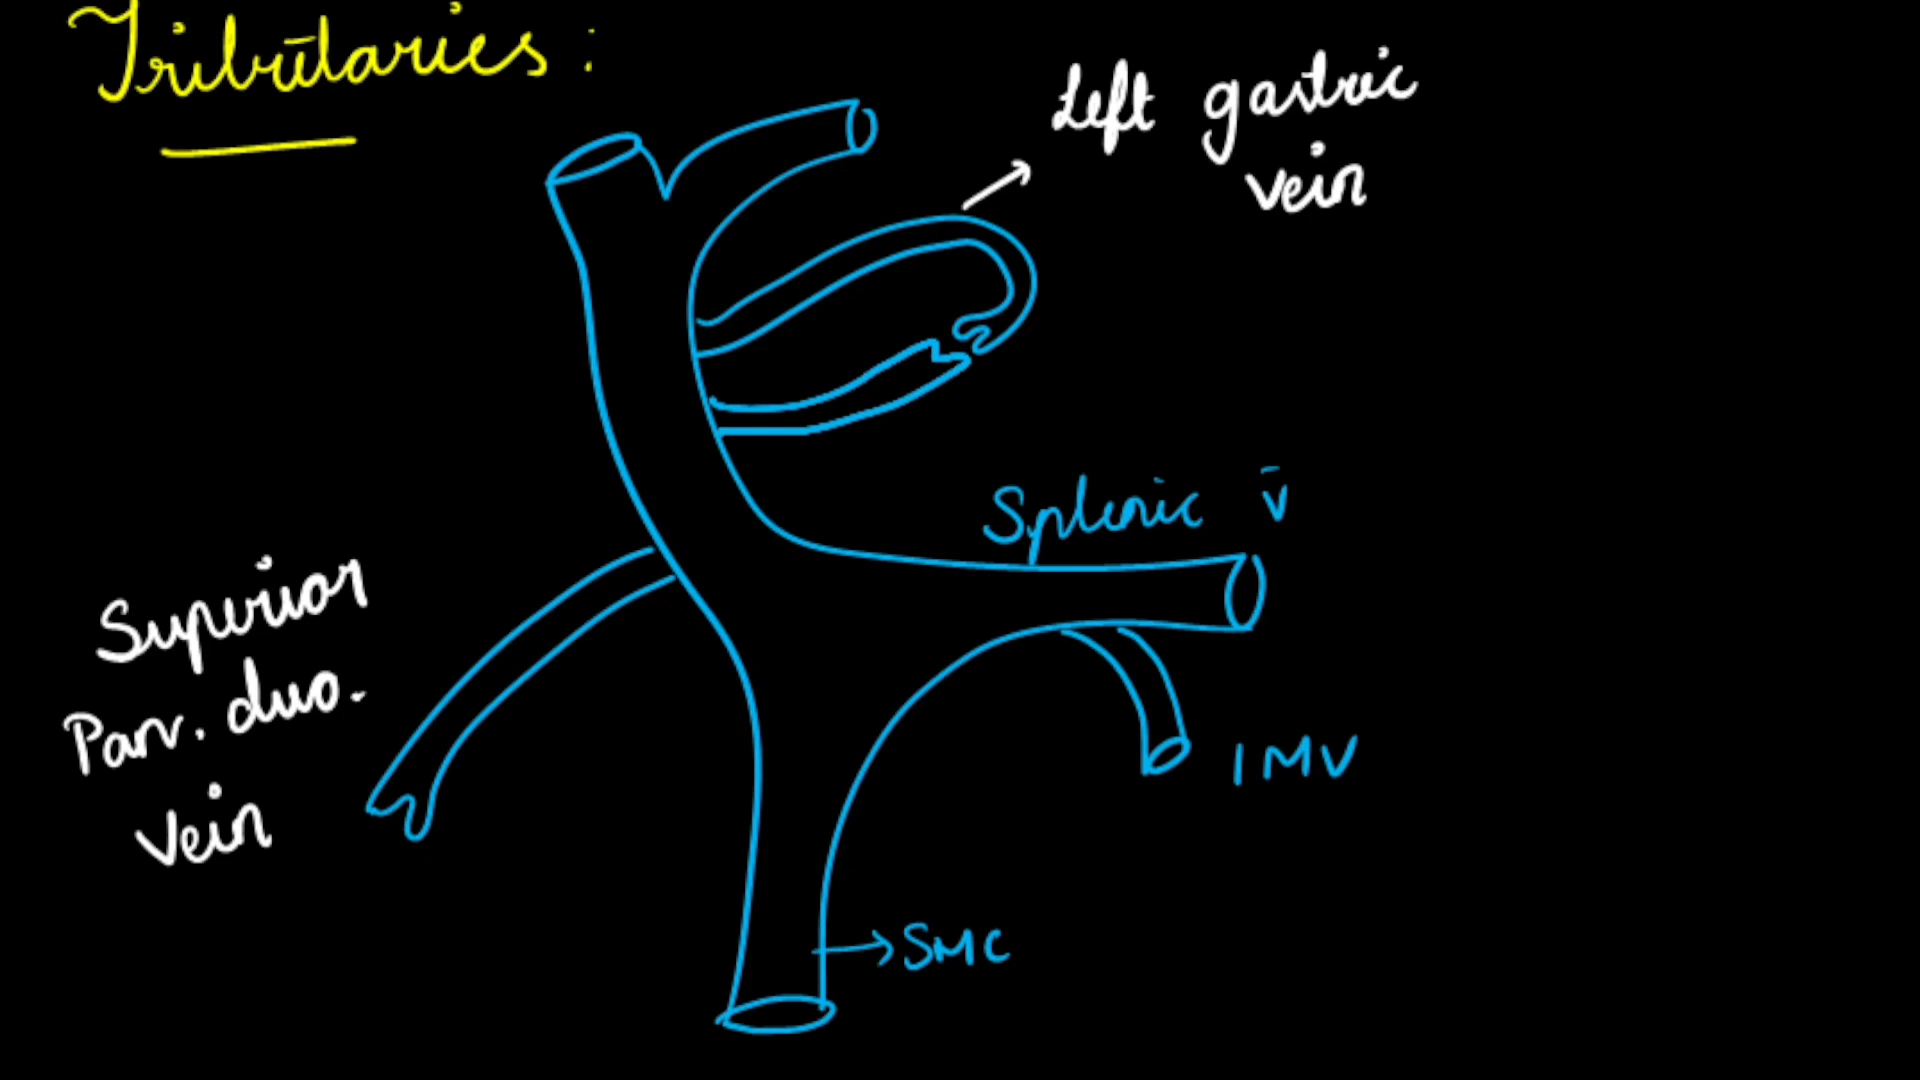 Tributaries:
Left gastric
vein
Splenic v̄
Superior
Pan. duo.
vein
IMV
SMC